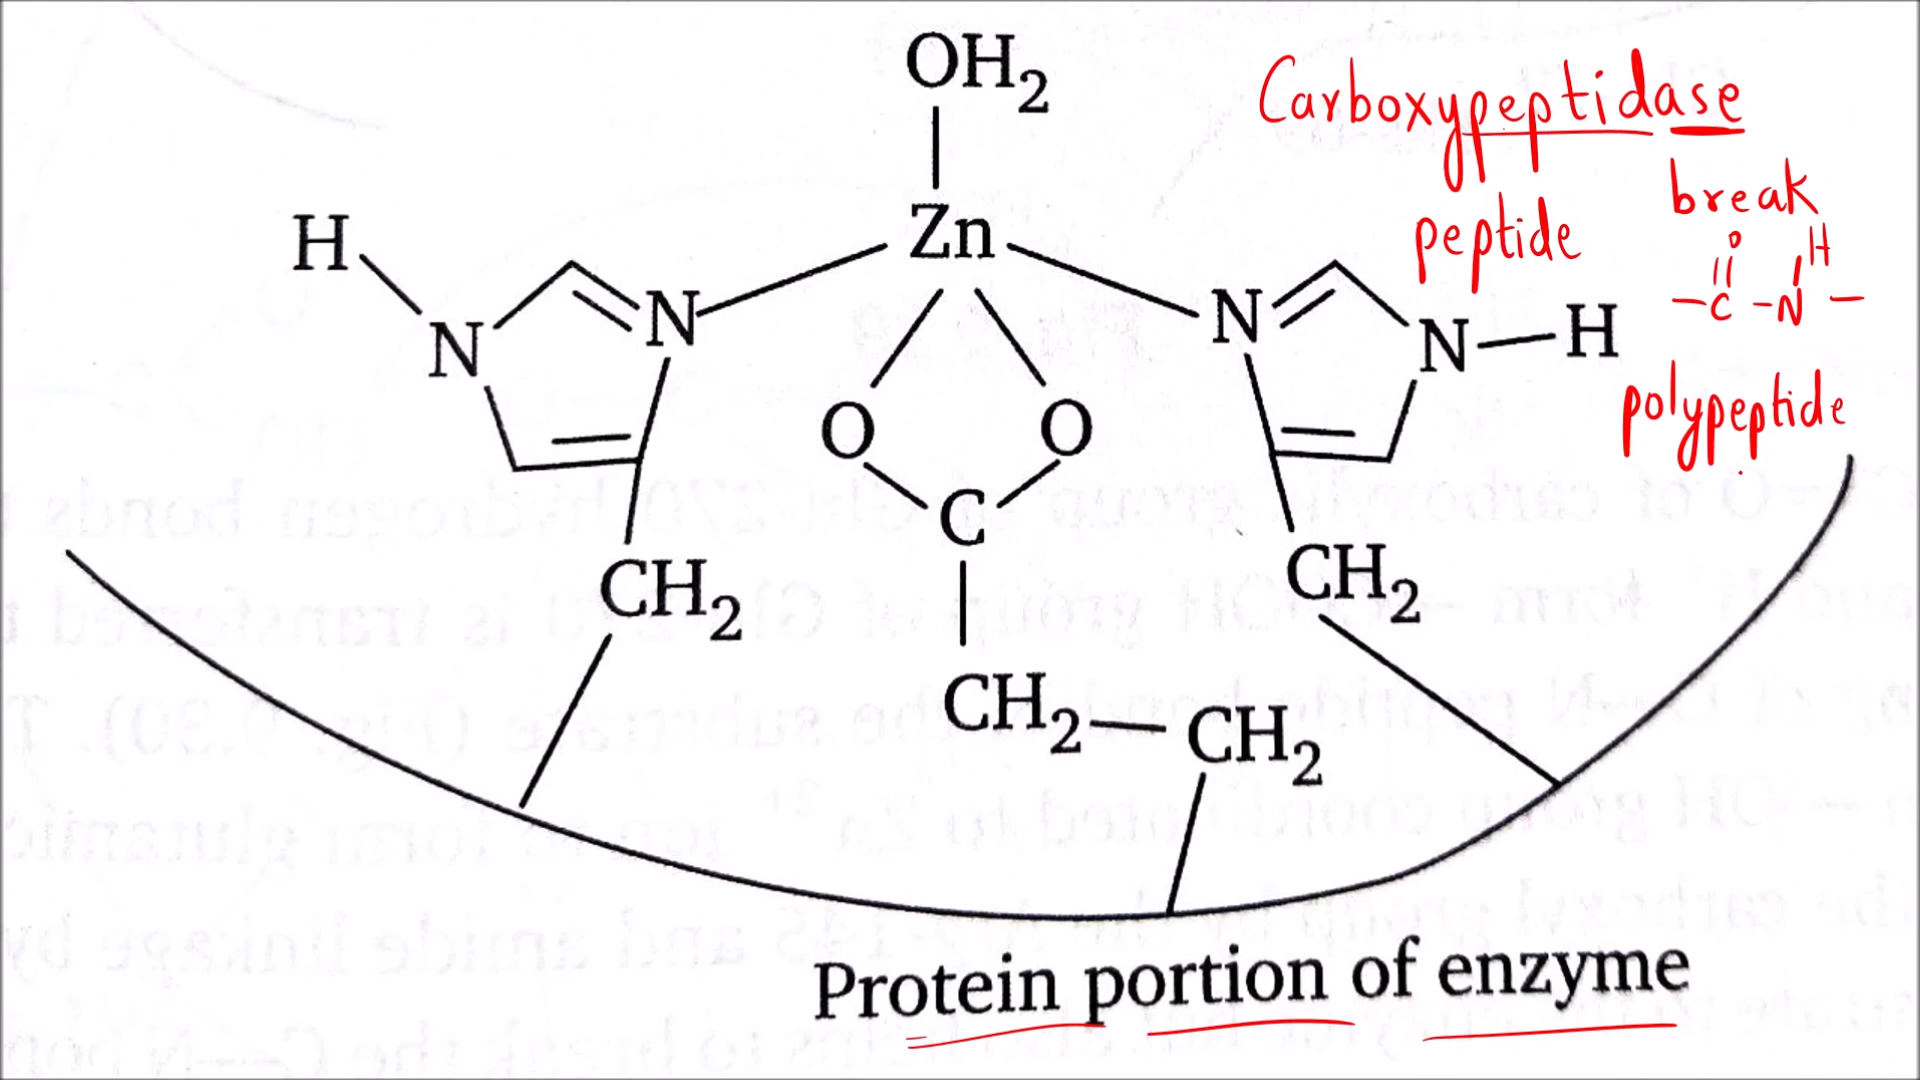 OH2
Carboxypeptidase
break
peptide
O H
|| /
—C —N —
polypeptide
Zn
H
N
N
N
N—H
O
O
C
CH2
CH2
CH2—CH2
Protein portion of enzyme